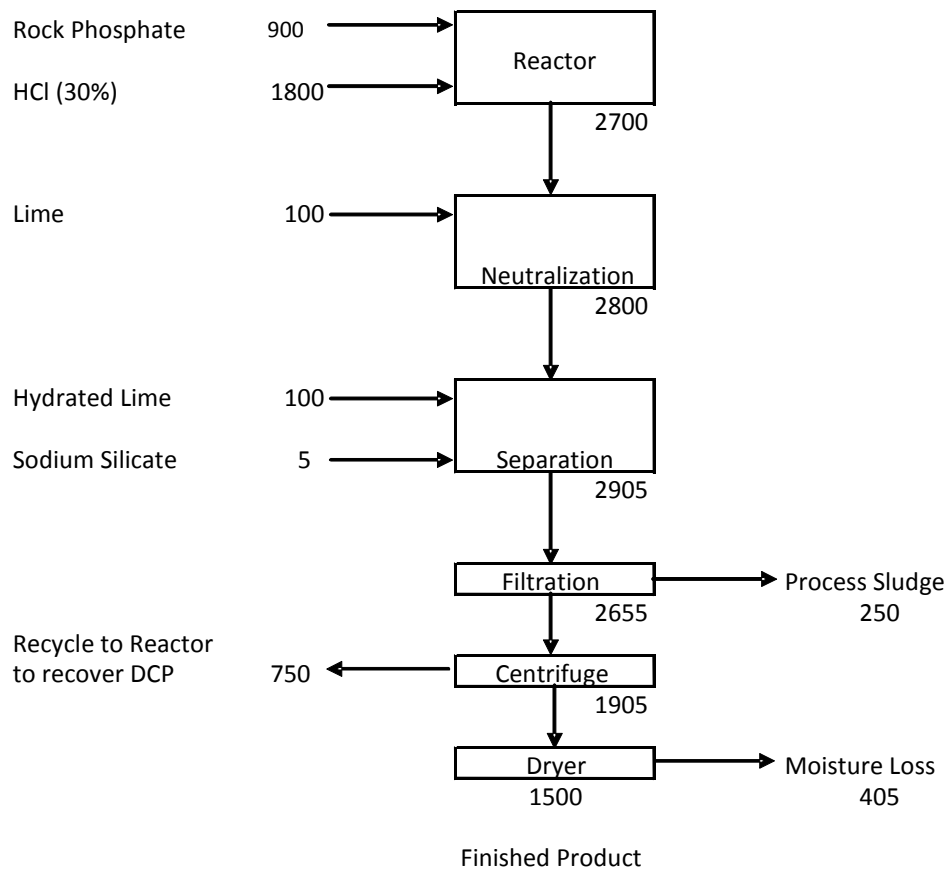 Rock Phosphate 900
Reactor
HCl (30%) 1800
2700
Lime 100
Neutralization
2800
Hydrated Lime 100
Sodium Silicate 5 Separation
2905
Filtration Process Sludge
2655 250
Recycle to Reactor
to recover DCP 750 Centrifuge
1905
Dryer Moisture Loss
1500 405
Finished Product